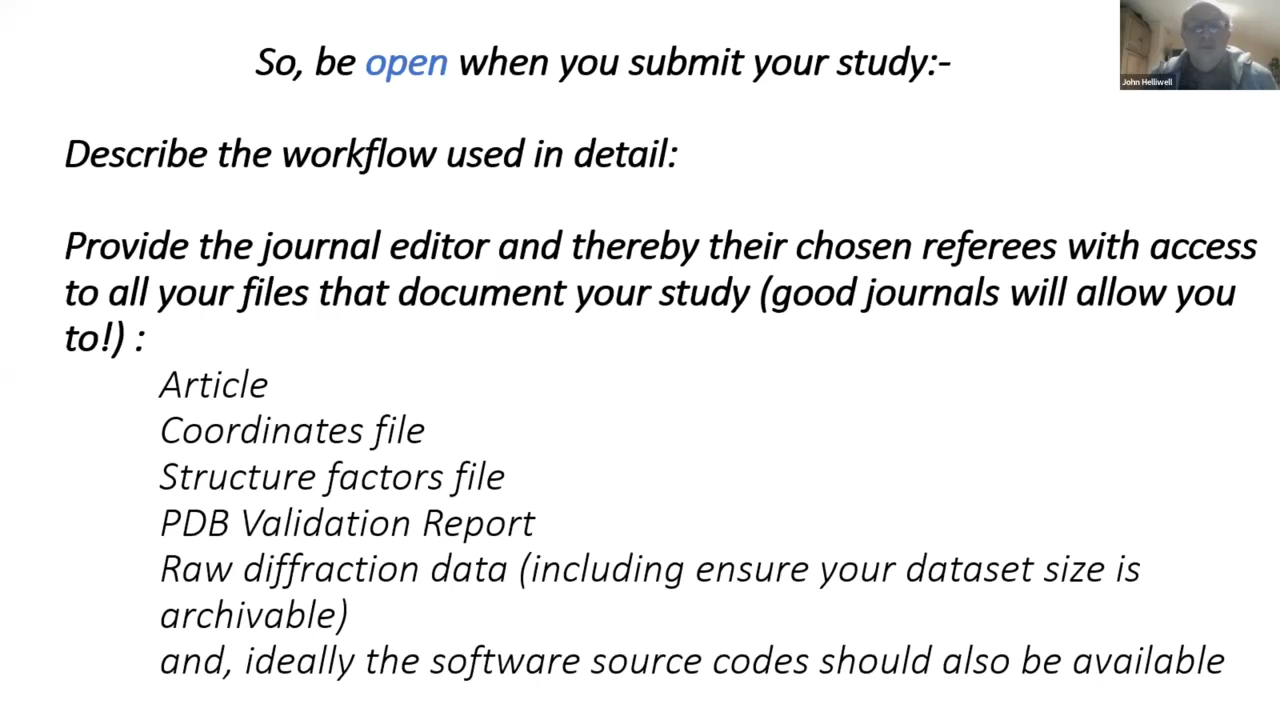 So, be open when you submit your study:-
John Helliwell
Describe the workflow used in detail:
Provide the journal editor and thereby their chosen referees with access
to all your files that document your study (good journals will allow you
to!) :
Article
Coordinates file
Structure factors file
PDB Validation Report
Raw diffraction data (including ensure your dataset size is
archivable)
and, ideally the software source codes should also be available